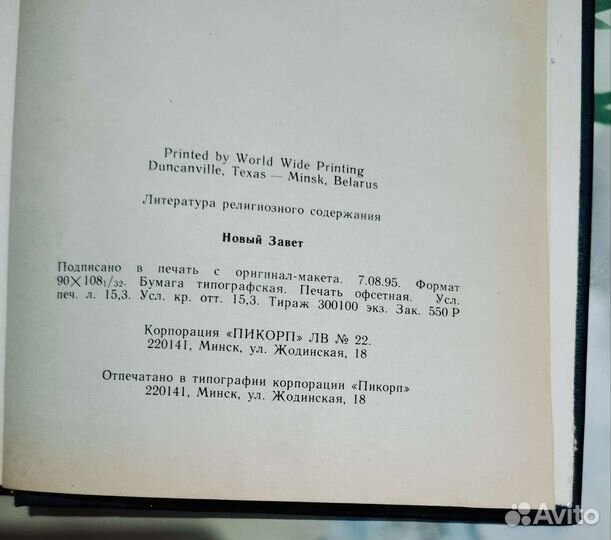 Printed by World Wide Printing
Duncanville, Texas — Minsk, Belarus
Литература религиозного содержания
Новый Завет
Подписано в печать с оригинал-макета. 7.08.95. Формат
90×108₁/₃₂. Бумага типографская. Печать офсетная. Усл.
печ. л. 15,3. Усл. кр. отт. 15,3. Тираж 300100 экз. Зак. 550 Р
Корпорация «ПИКОРП» ЛВ № 22.
220141, Минск, ул. Жодинская, 18
Отпечатано в типографии корпорации «Пикорп»
220141, Минск, ул. Жодинская, 18
Avito